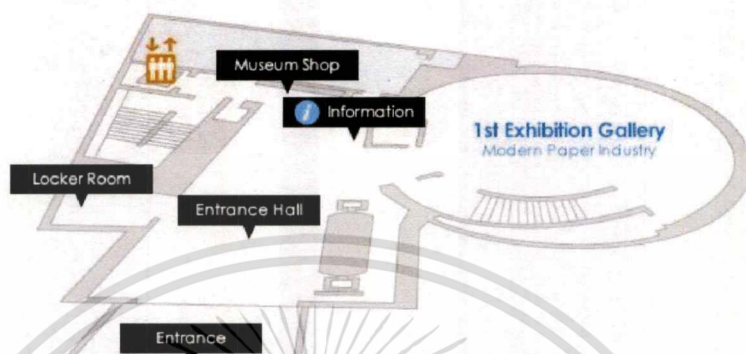 Museum Shop
i Information
1st Exhibition Gallery
Modern Paper Industry
Locker Room
Entrance Hall
Entrance